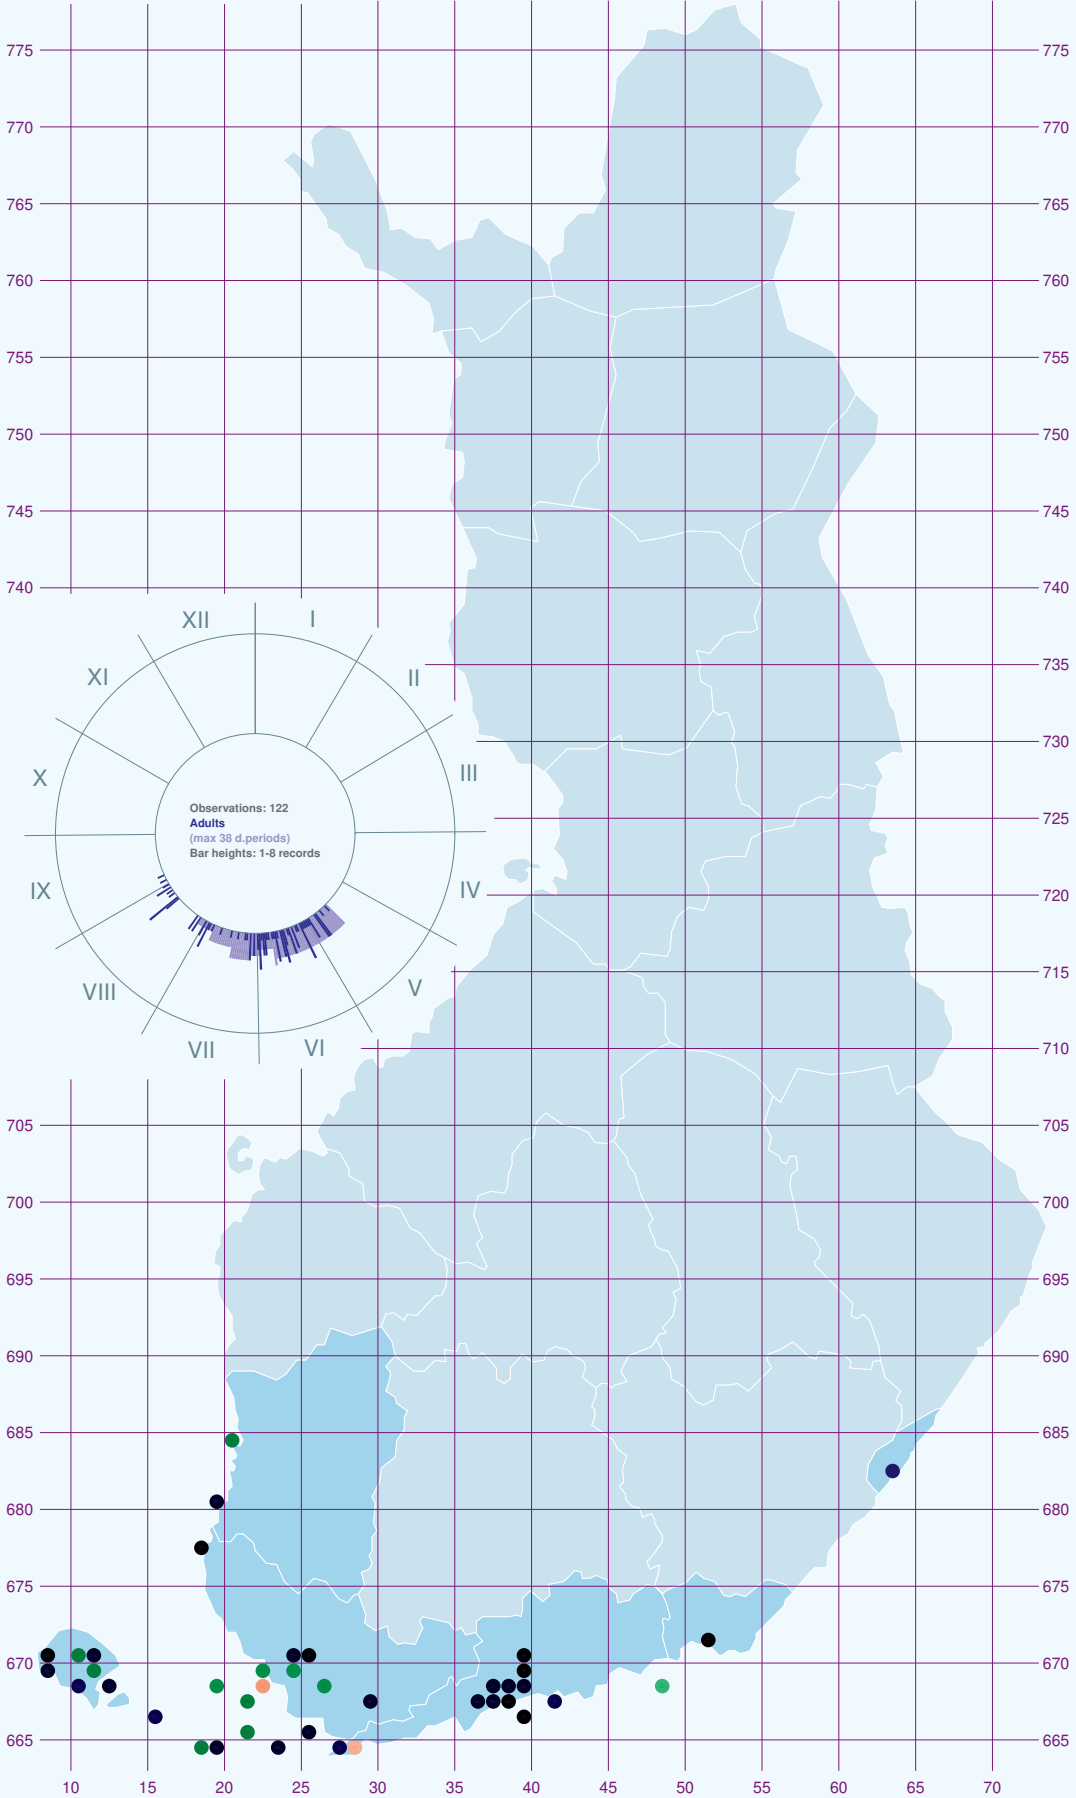 775 775
770 770
765 765
760 760
755 755
750 750
745 745
740 740
XII I
XI II
735
X III
730
Observations: 122
Adults
(max 38 d.periods)
Bar heights: 1-8 records
725
IX IV
720
VIII V
715
VII VI
710
705 705
700 700
695 695
690 690
685 685
680 680
675 675
670 670
665 665
10 15 20 25 30 35 40 45 50 55 60 65 70